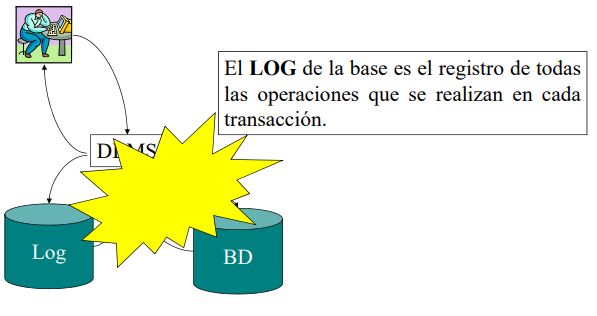 El LOG de la base es el registro de todas
las operaciones que se realizan en cada
transacción.
Log
BD